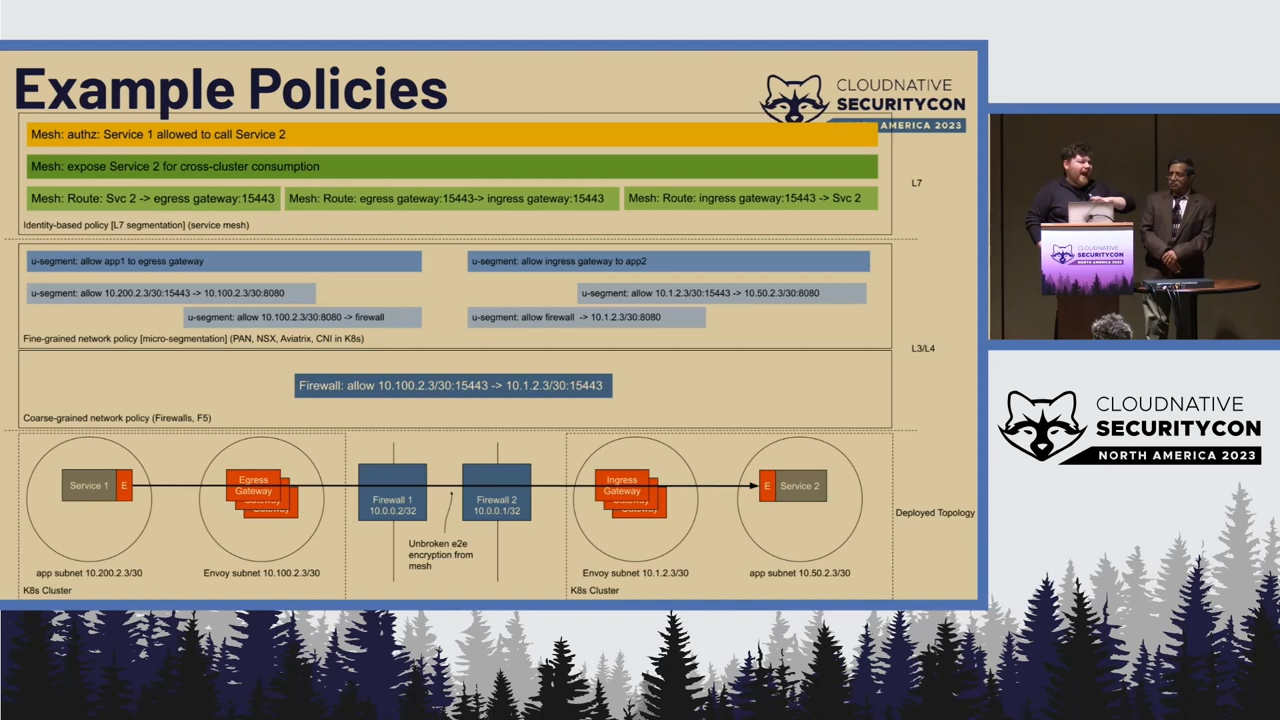 Example Policies
CLOUDNATIVE
SECURITYCON
AMERICA 2023
Mesh: authz: Service 1 allowed to call Service 2
Mesh: expose Service 2 for cross-cluster consumption
Mesh: Route: Svc 2 -> egress gateway:15443
Mesh: Route: egress gateway:15443-> ingress gateway:15443
Mesh: Route: ingress gateway:15443 -> Svc 2
L7
Identity-based policy [L7 segmentation] (service mesh)
u-segment: allow app1 to egress gateway
u-segment: allow ingress gateway to app2
u-segment: allow 10.200.2.3/30:15443 -> 10.100.2.3/30:8080
u-segment: allow 10.1.2.3/30:15443 -> 10.50.2.3/30:8080
u-segment: allow 10.100.2.3/30:8080 -> firewall
u-segment: allow firewall -> 10.1.2.3/30:8080
Fine-grained network policy [micro-segmentation] (PAN, NSX, Aviatrix, CNI in K8s)
L3/L4
Firewall: allow 10.100.2.3/30:15443 -> 10.1.2.3/30:15443
Coarse-grained network policy (Firewalls, F5)
Service 1
E
Egress
Gateway
Gateway
Gateway
Firewall 1
10.0.0.2/32
Firewall 2
10.0.0.1/32
Ingress
Gateway
Gateway
Gateway
E
Service 2
Deployed Topology
Unbroken e2e
encryption from
mesh
app subnet 10.200.2.3/30
Envoy subnet 10.100.2.3/30
Envoy subnet 10.1.2.3/30
app subnet 10.50.2.3/30
K8s Cluster
K8s Cluster
CLOUDNATIVE
SECURITYCON
NORTH AMERICA 2023
CLOUDNATIVE
SECURITYCON
NORTH AMERICA 2023